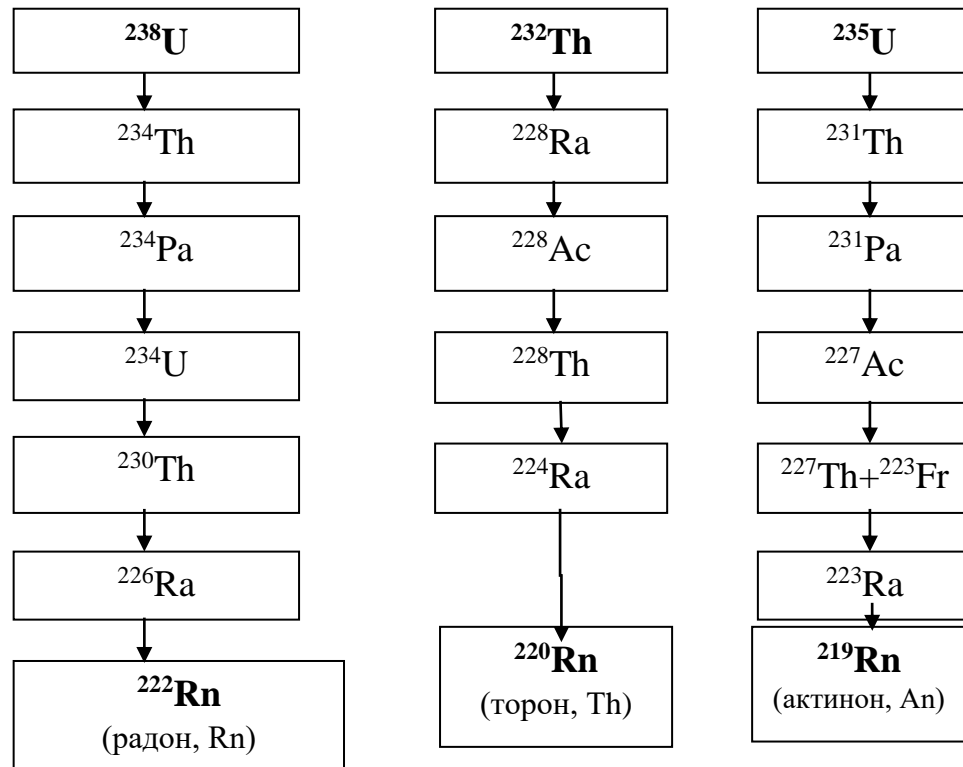 ²³⁸U
²³⁴Th
²³⁴Pa
²³⁴U
²³⁰Th
²²⁶Ra
²²²Rn
(радон, Rn)
²³²Th
²²⁸Ra
²²⁸Ac
²²⁸Th
²²⁴Ra
²²⁰Rn
(торон, Th)
²³⁵U
²³¹Th
²³¹Pa
²²⁷Ac
²²⁷Th+²²³Fr
²²³Ra
²¹⁹Rn
(актинон, An)